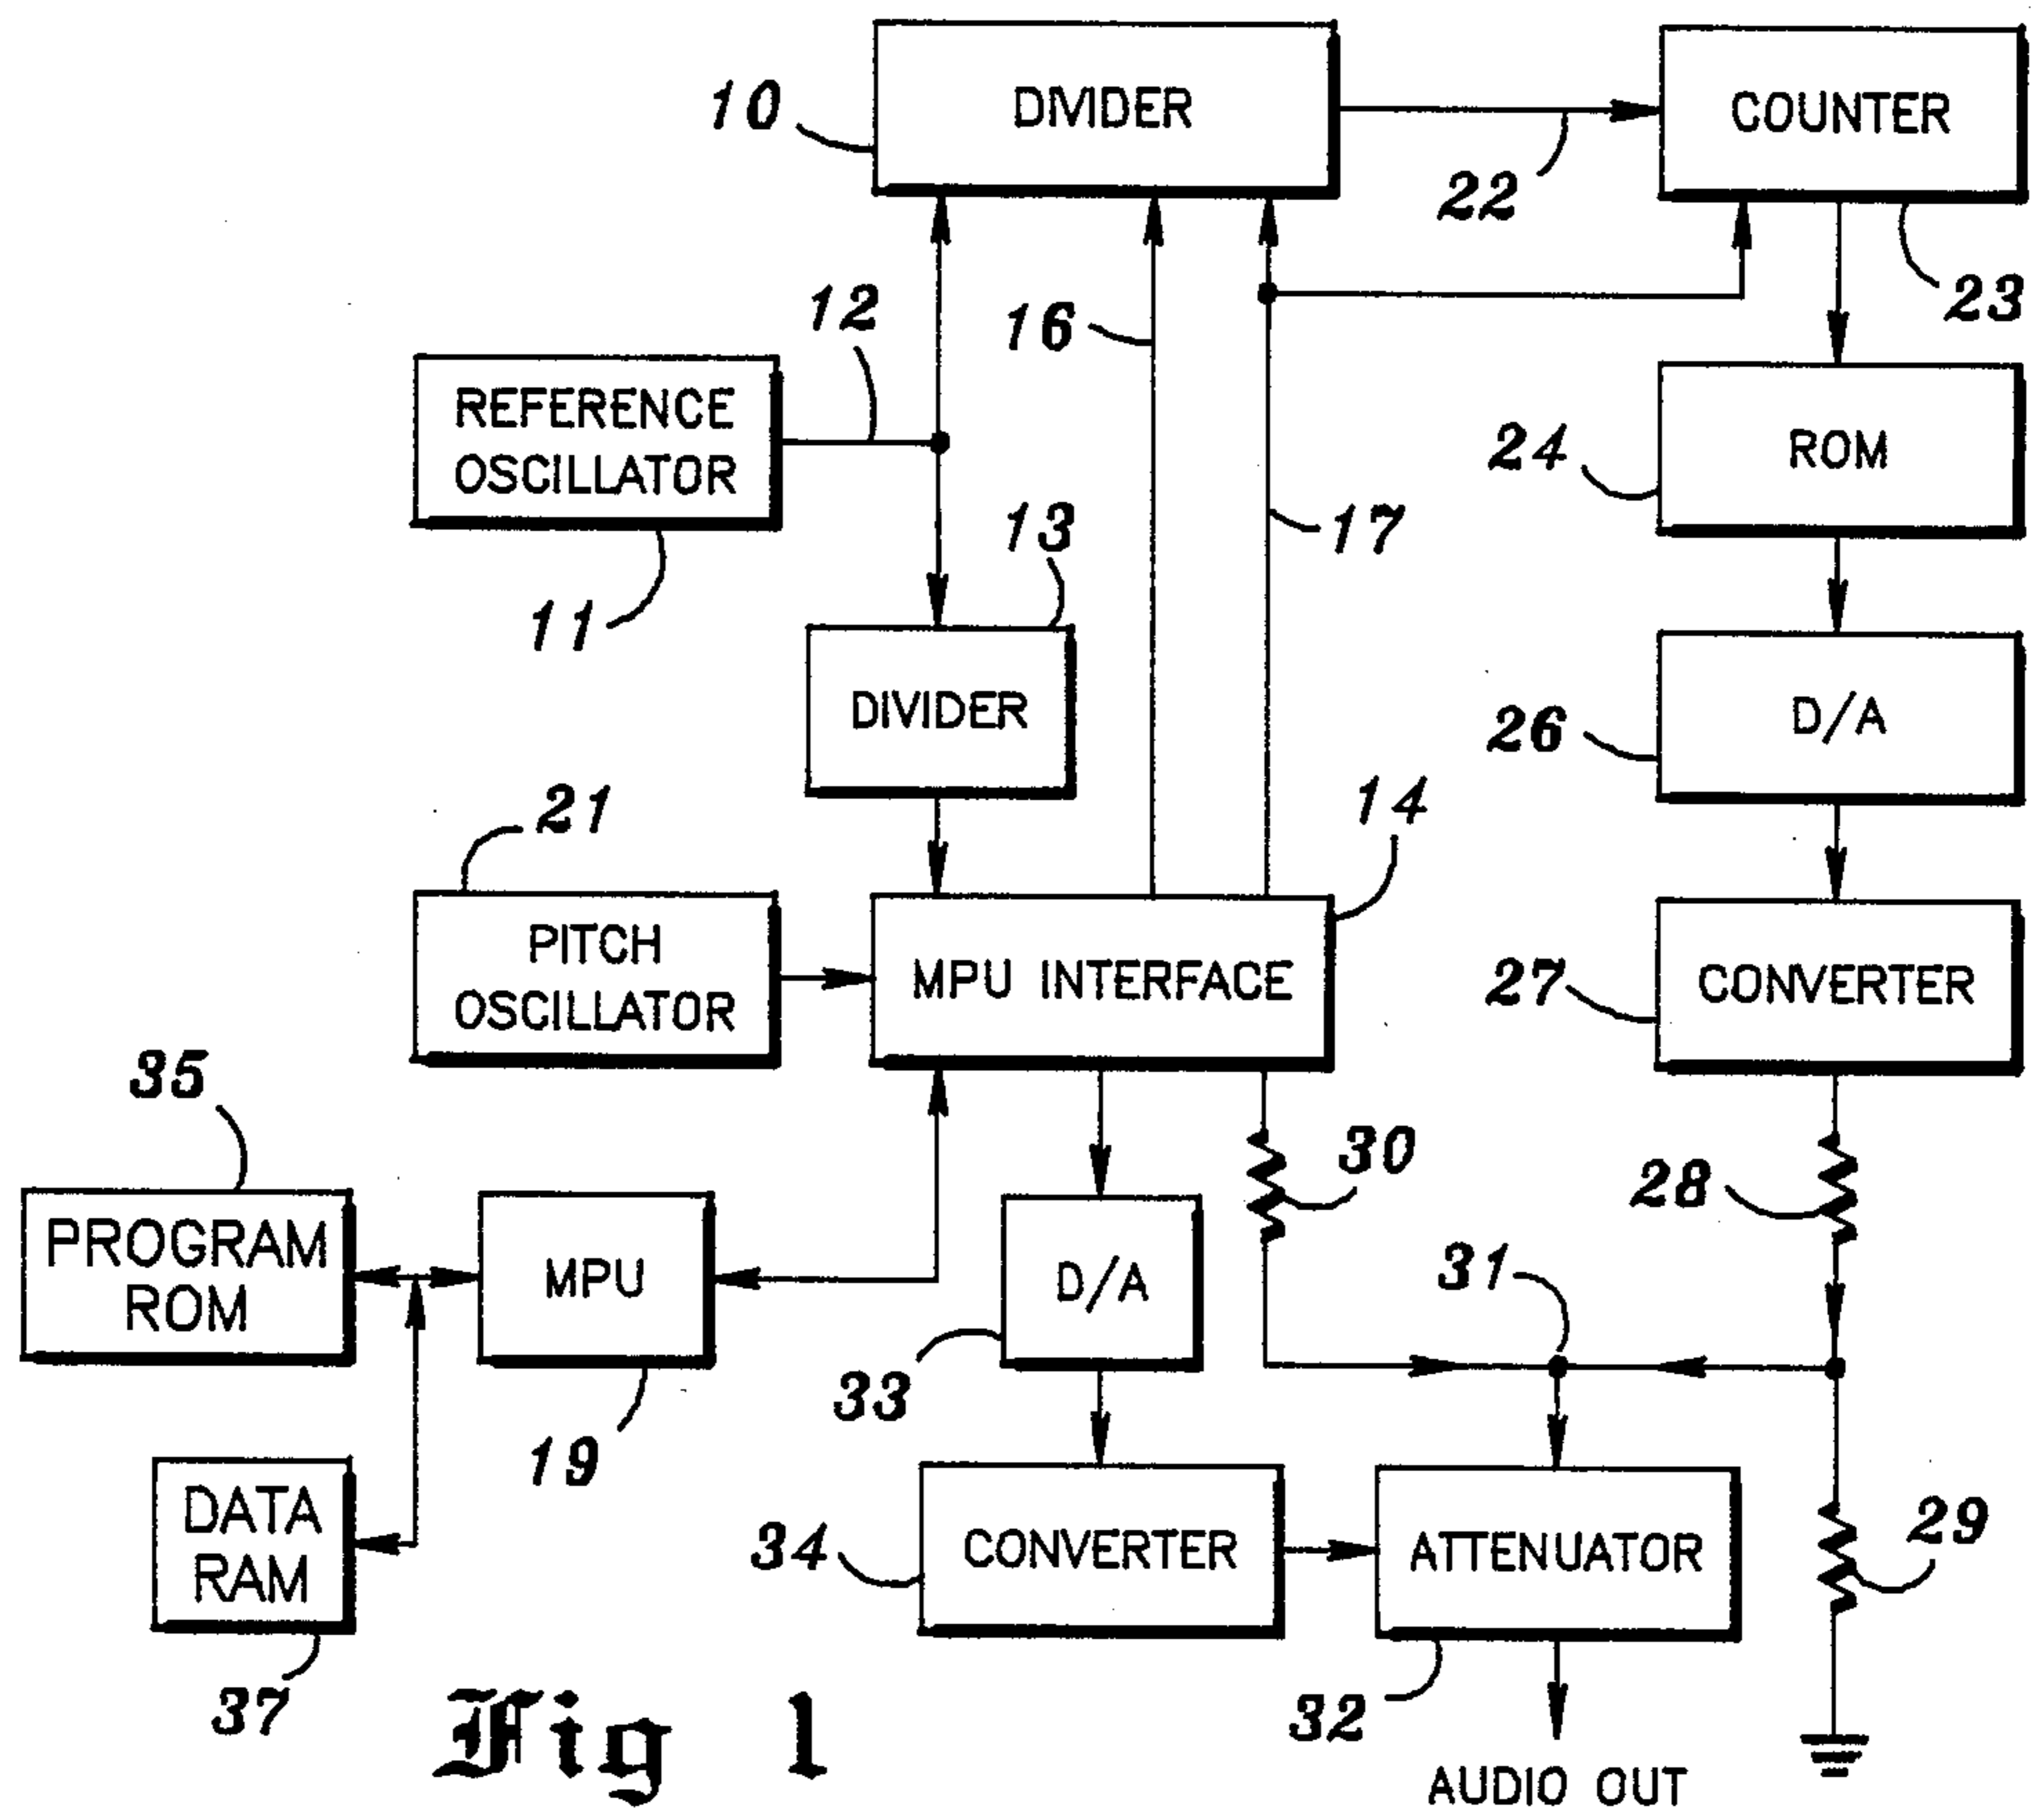 10
DIVIDER
COUNTER
22
23
12
16
REFERENCE
OSCILLATOR
24
ROM
11
13
17
DIVIDER
26
D/A
21
14
PITCH
OSCILLATOR
MPU INTERFACE
27
CONVERTER
35
30
28
PROGRAM
ROM
MPU
D/A
31
33
19
DATA
RAM
34
CONVERTER
ATTENUATOR
29
37
32
Fig 1
AUDIO OUT